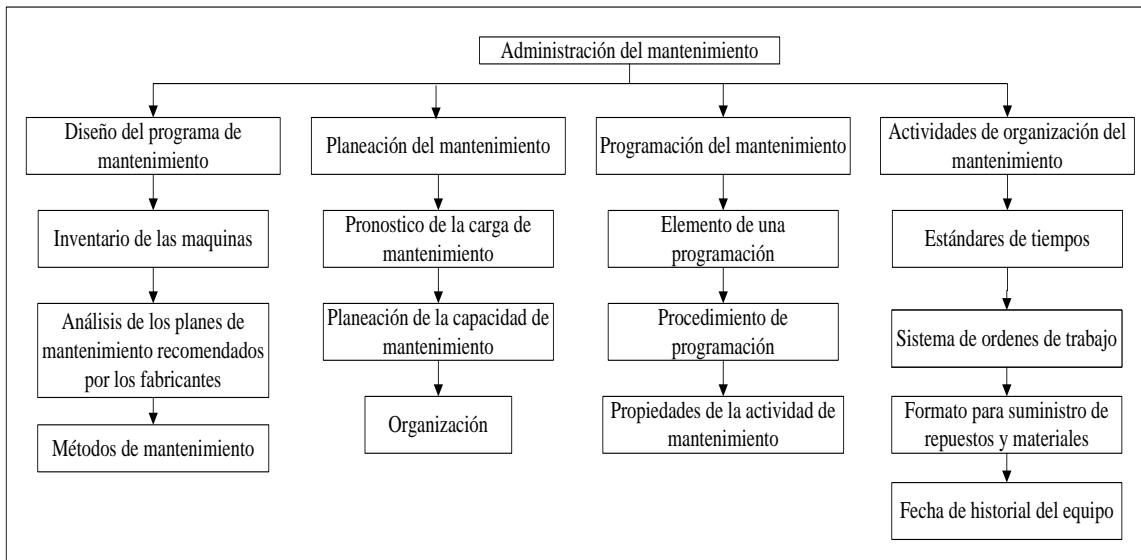 Administración del mantenimiento
Diseño del programa de
mantenimiento
Planeación del mantenimiento
Programación del mantenimiento
Actividades de organización del
mantenimiento
Inventario de las maquinas
Pronostico de la carga de
mantenimiento
Elemento de una
programación
Estándares de tiempos
Análisis de los planes de
mantenimiento recomendados
por los fabricantes
Planeación de la capacidad de
mantenimiento
Procedimiento de
programación
Sistema de ordenes de trabajo
Métodos de mantenimiento
Organización
Propiedades de la actividad de
mantenimiento
Formato para suministro de
repuestos y materiales
Fecha de historial del equipo